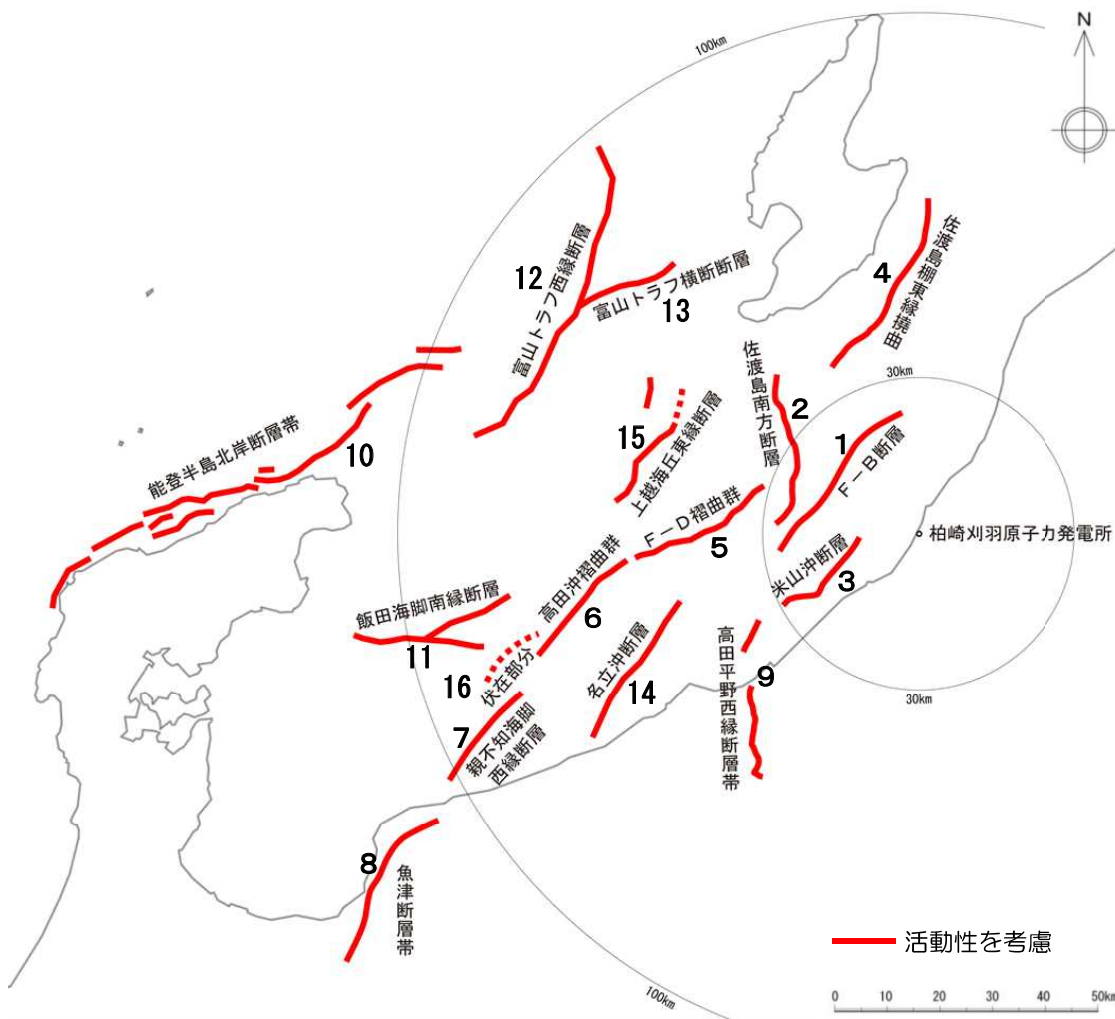 N
100km
12
富山トラフ西縁断層
富山トラフ横断断層
13
4
佐渡島棚東縁撓曲
30km
佐渡島南方断層
2
1
F－B断層
能登半島北岸断層帯
10
15
上越海丘東縁断層
F－D褶曲群
5
柏崎刈羽原子力発電所
米山沖断層
3
高田沖褶曲群
6
飯田海脚南縁断層
11
16
伏在部分
名立沖断層
14
高田平野西縁断層帯
9
30km
7
親不知海脚
西縁断層
8
魚津断層帯
活動性を考慮
100km
0 10 20 30 40 50km